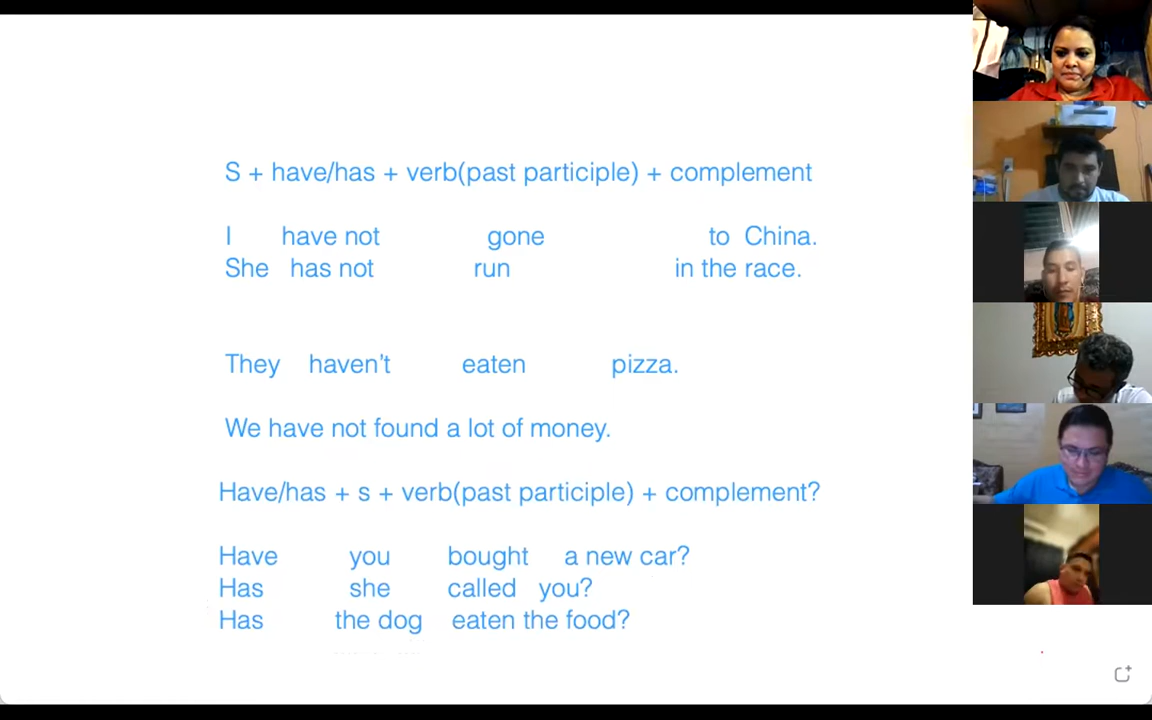 S + have/has + verb(past participle) + complement
I have not gone to China.
She has not run in the race.
They haven't eaten pizza.
We have not found a lot of money.
Have/has + s + verb(past participle) + complement?
Have you bought a new car?
Has she called you?
Has the dog eaten the food?